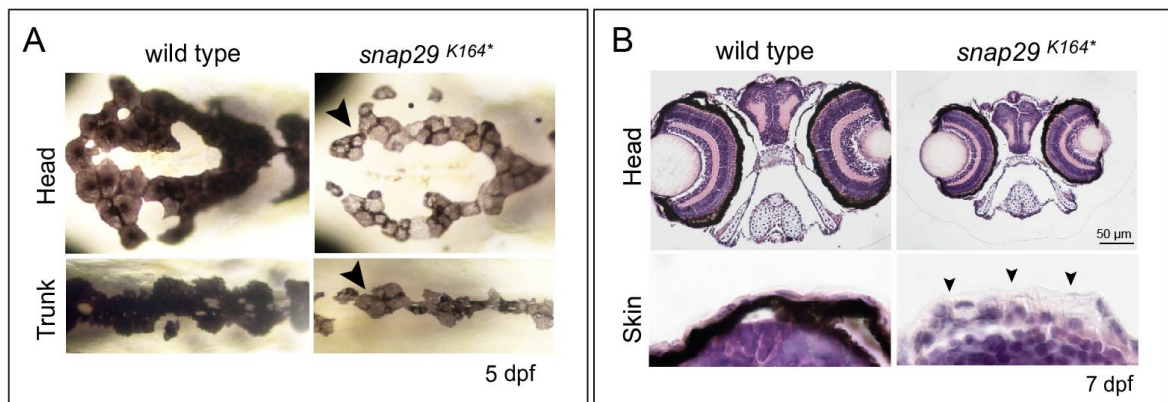 A
wild type
snap29 K164*
Head
Trunk
5 dpf
B
wild type
snap29 K164*
Head
50 µm
Skin
7 dpf